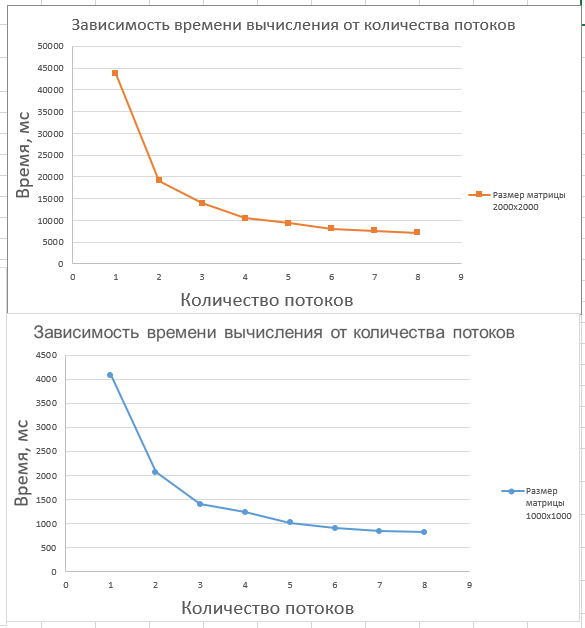 Зависимость времени вычисления от количества потоков
50000
45000
40000
35000
30000
25000
20000
15000
10000
5000
0
Время, мс
0 1 2 3 4 5 6 7 8 9
Количество потоков
Размер матрицы
2000x2000
Зависимость времени вычисления от количества потоков
4500
4000
3500
3000
2500
2000
1500
1000
500
0
Время, мс
0 1 2 3 4 5 6 7 8 9
Количество потоков
Размер
матрицы
1000x1000